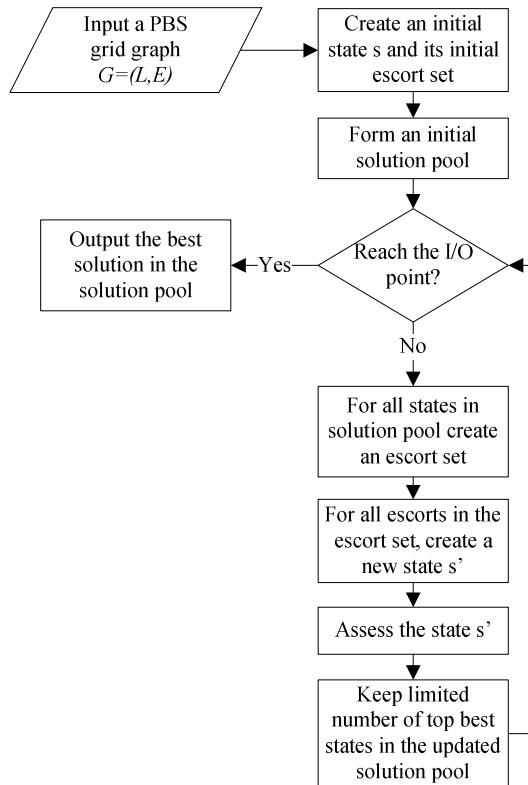 Input a PBS
grid graph
G=(L,E)
Create an initial
state s and its initial
escort set
Form an initial
solution pool
Reach the I/O
point?
Yes
Output the best
solution in the
solution pool
No
For all states in
solution pool create
an escort set
For all escorts in the
escort set, create a
new state s’
Assess the state s’
Keep limited
number of top best
states in the updated
solution pool